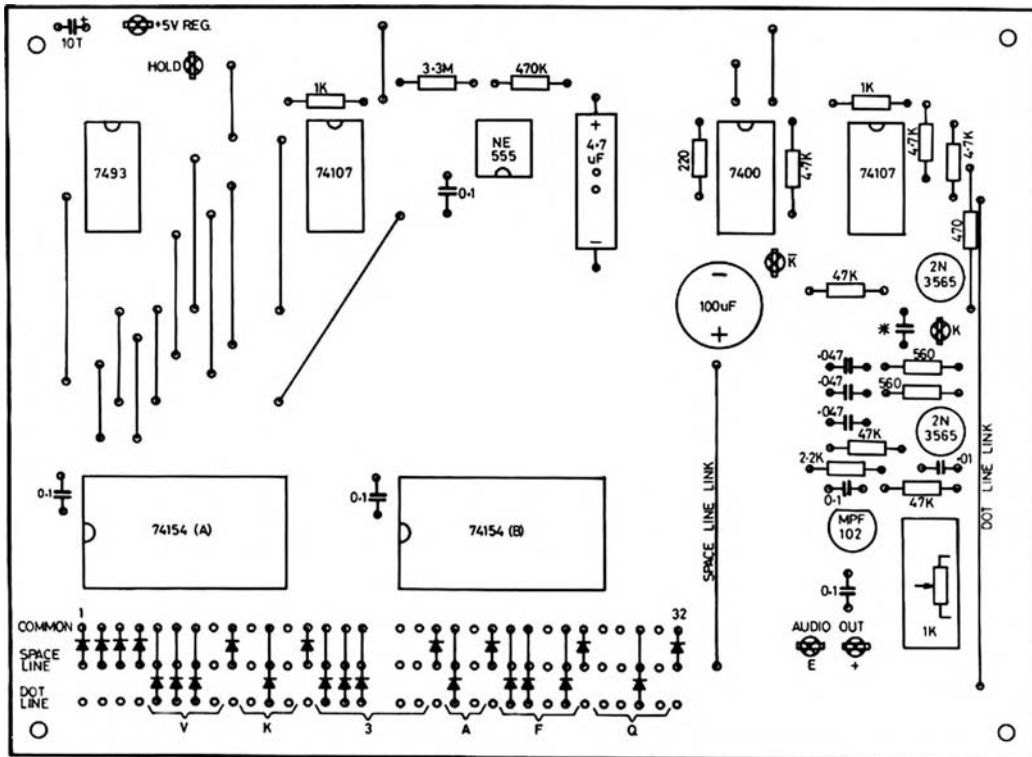 10T
+
+5V REG.
HOLD
1K
3·3M
470K
1K
7493
74107
NE
555
+
4·7
uF
−
0·1
220
7400
4·7K
74107
4·7K
4·7K
470
K̅
2N
3565
−
100uF
+
47K
*
K
·047
560
·047
560
·047
2N
3565
47K
2·2K
·01
0·1
47K
MPF
102
SPACE LINE LINK
DOT LINE LINK
0·1
74154 (A)
0·1
74154 (B)
0·1
1K
AUDIO OUT
E
+
1
32
COMMON
SPACE
LINE
DOT
LINE
V
K
3
A
F
Q